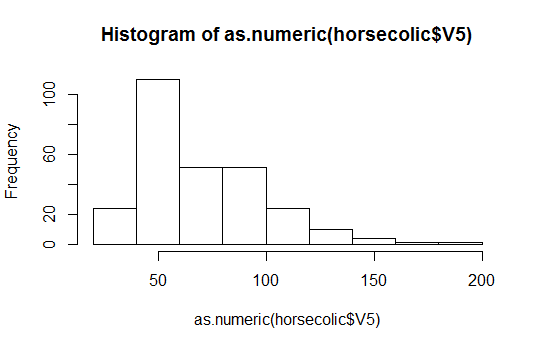 Histogram of as.numeric(horsecolic$V5)
Frequency
100
60
20
0
50 100 150 200
as.numeric(horsecolic$V5)